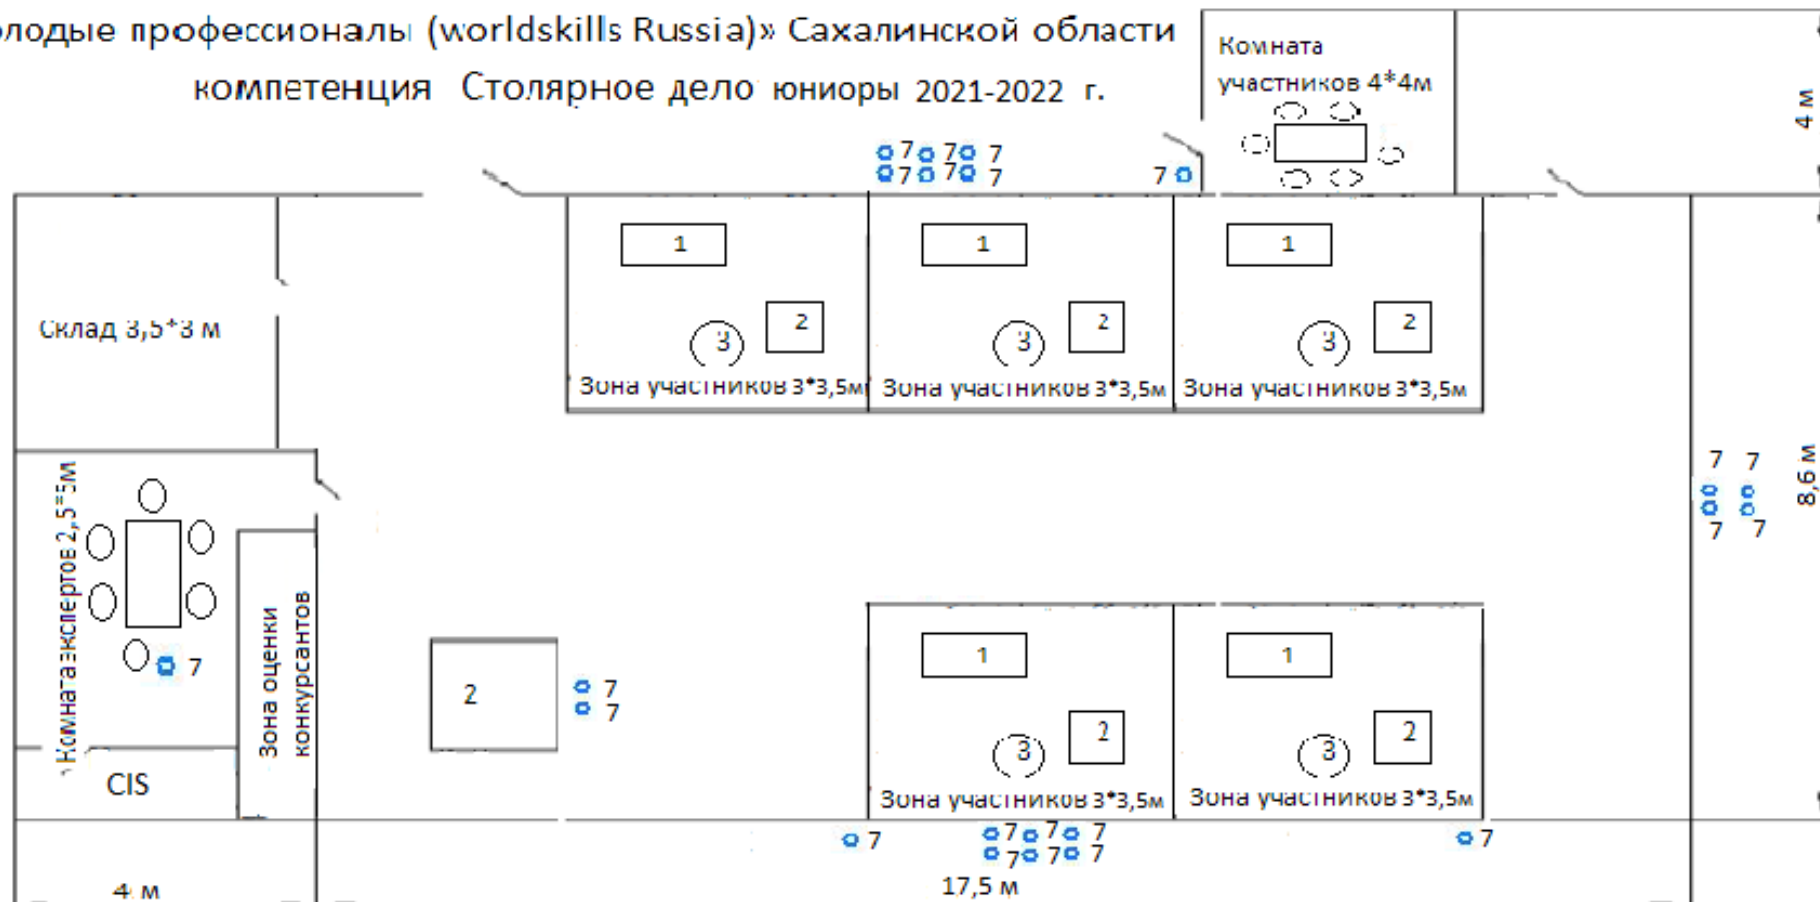 олодые профессионалы (worldskills Russia)» Сахалинской области
компетенция Столярное дело юниоры 2021-2022 г.
Комната
участников 4*4м
4 м
7 7 7
7 7 7
7
1
1
1
Склад 3,5*3 м
2
2
2
3
3
3
Зона участников 3*3,5м
Зона участников 3*3,5м
Зона участников 3*3,5м
7 7
7 7
8,6 м
Комната экспертов 2,5*5м
7
Зона оценки
конкурсантов
CIS
2
7
7
1
1
2
2
3
3
Зона участников 3*3,5м
Зона участников 3*3,5м
7
7 7 7
7 7 7
7
4 м
17,5 м